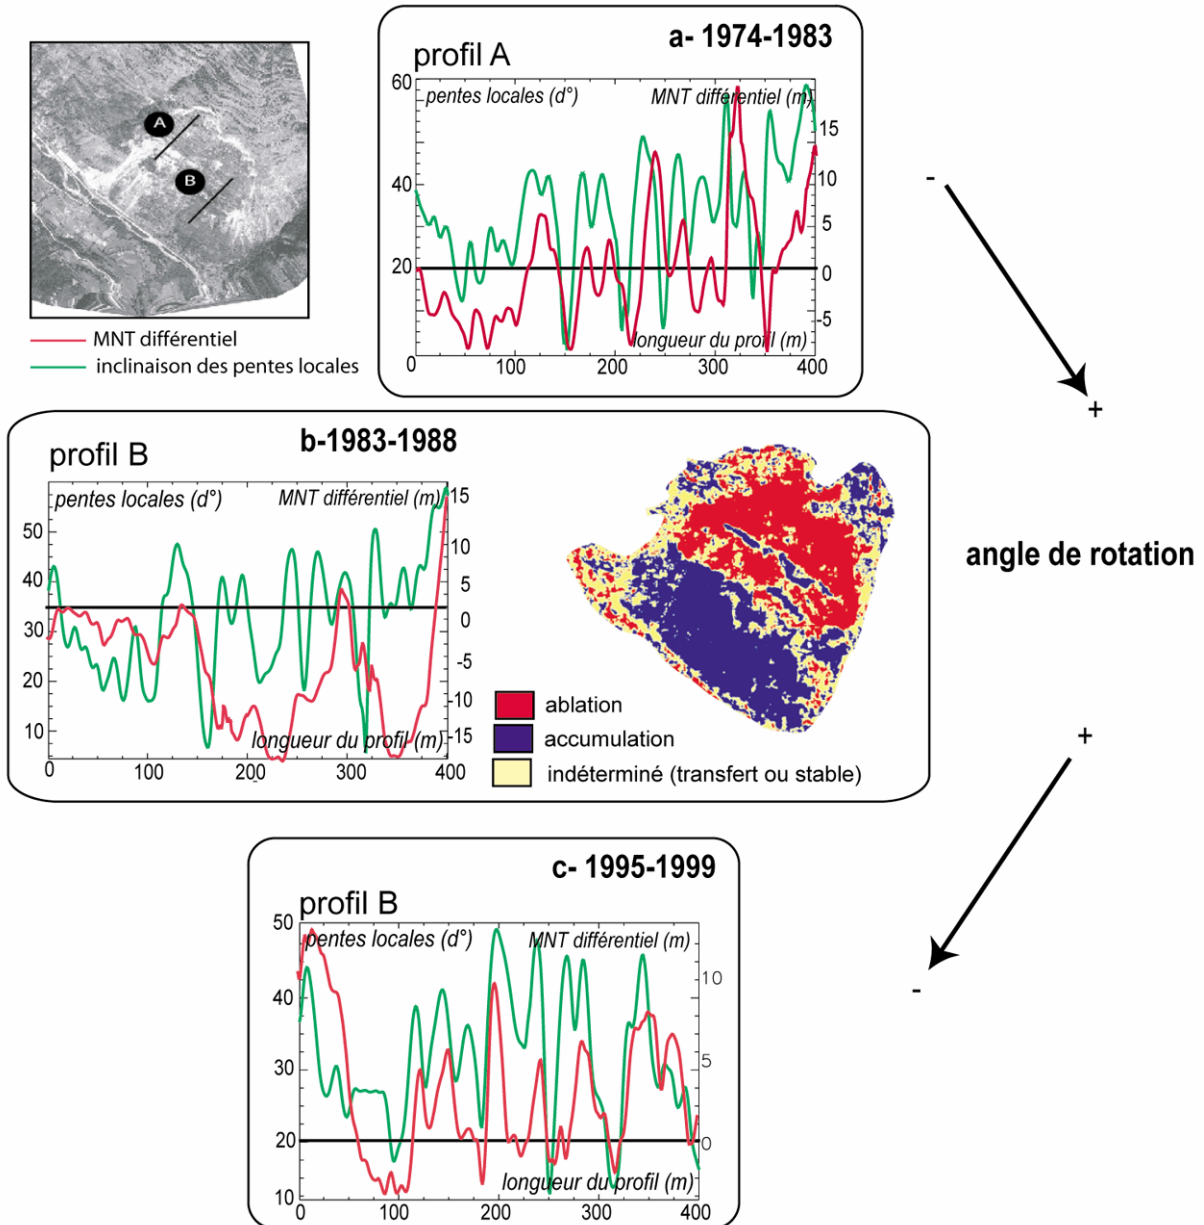 a- 1974-1983
profil A
pentes locales (d°) MNT différentiel (m)
60
40
20
15
10
5
0
-5
longueur du profil (m)
0 100 200 300 400
A
B
MNT différentiel
inclinaison des pentes locales
-
+
b-1983-1988
profil B
pentes locales (d°) MNT différentiel (m)
50
40
30
20
10
15
10
5
0
-5
-10
-15
longueur du profil (m)
0 100 200 300 400
ablation
accumulation
indéterminé (transfert ou stable)
angle de rotation
+
-
c- 1995-1999
profil B
pentes locales (d°) MNT différentiel (m)
50
40
30
20
10
10
5
0
longueur du profil (m)
0 100 200 300 400